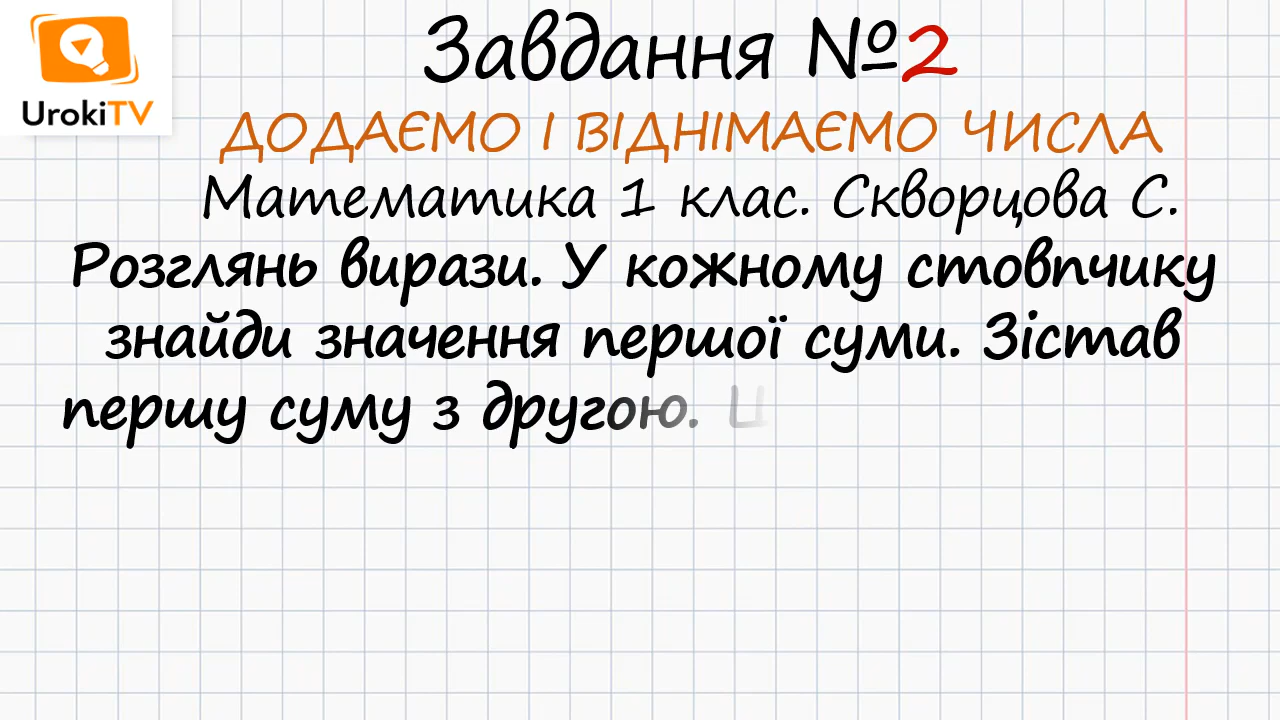 Завдання №2
UrokiTV
ДОДАЄМО І ВІДНІМАЄМО ЧИСЛА
Математика 1 клас. Скворцова С.
Розглянь вирази. У кожному стовпчику
знайди значення першої суми. Зістав
першу суму з другою.